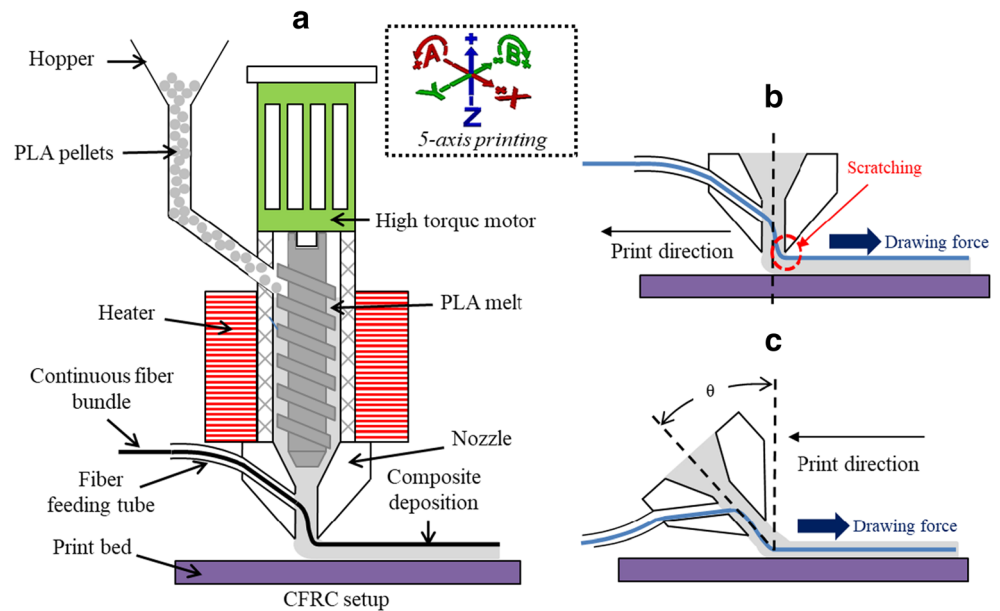 a
Hopper
PLA pellets
A
B
+
Y
X
Z
5-axis printing
High torquc motor
PLA melt
Heater
Continuous fiber
bundle
Nozzle
Fiber
feeding tube
Composite
deposition
Print bed
CFRC setup
b
Scratching
Print direction
Drawing force
c
θ
Print direction
Drawing force